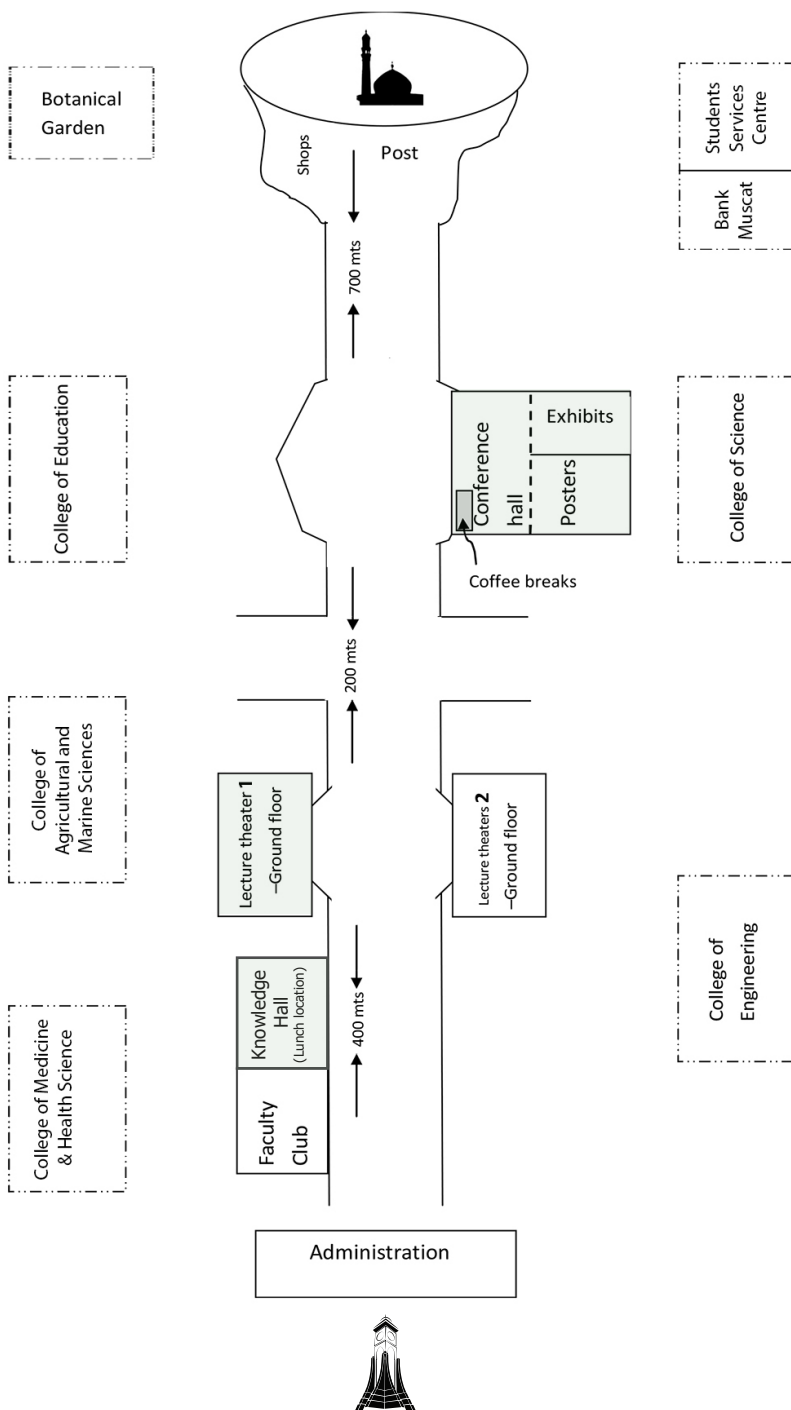 Botanical
Garden
Shops
Post
Students
Services
Centre
Bank
Muscat
700 mts
College of Education
Conference
hall
Exhibits
Posters
College of Science
Coffee breaks
200 mts
College of
Agricultural and
Marine Sciences
Lecture theater 1
–Ground floor
Lecture theaters 2
–Ground floor
College of
Engineering
Knowledge
Hall
(Lunch location)
400 mts
College of Medicine
& Health Science
Faculty
Club
Administration